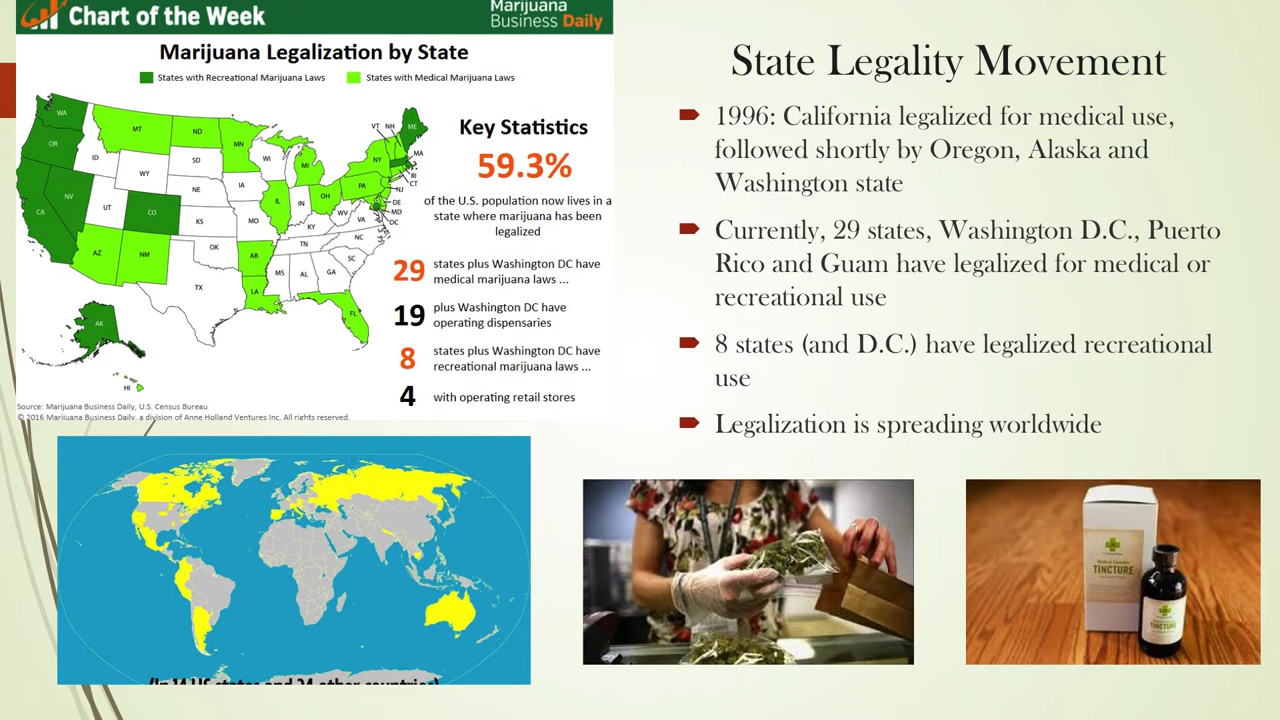 Chart of the Week
Marijuana
Business Daily
Marijuana Legalization by State
States with Recreational Marijuana Laws
States with Medical Marijuana Laws
WA
OR
CA
NV
ID
MT
WY
UT
CO
AZ
NM
ND
SD
NE
KS
OK
TX
MN
IA
MO
AR
LA
WI
IL
MI
IN
OH
KY
TN
MS
AL
GA
FL
SC
NC
VA
WV
PA
NY
VT
NH
ME
MA
RI
CT
NJ
DE
MD
DC
AK
HI
Key Statistics
59.3%
of the U.S. population now lives in a
state where marijuana has been
legalized
29 states plus Washington DC have
medical marijuana laws ...
19 plus Washington DC have
operating dispensaries
8 states plus Washington DC have
recreational marijuana laws ...
4 with operating retail stores
Source: Marijuana Business Daily, U.S. Census Bureau
© 2016 Marijuana Business Daily, a division of Anne Holland Ventures Inc. All rights reserved.
State Legality Movement
1996: California legalized for medical use,
followed shortly by Oregon, Alaska and
Washington state
Currently, 29 states, Washington D.C., Puerto
Rico and Guam have legalized for medical or
recreational use
8 states (and D.C.) have legalized recreational
use
Legalization is spreading worldwide
(In 14 US states and 24 other countries)
TINCTURE
TINCTURE